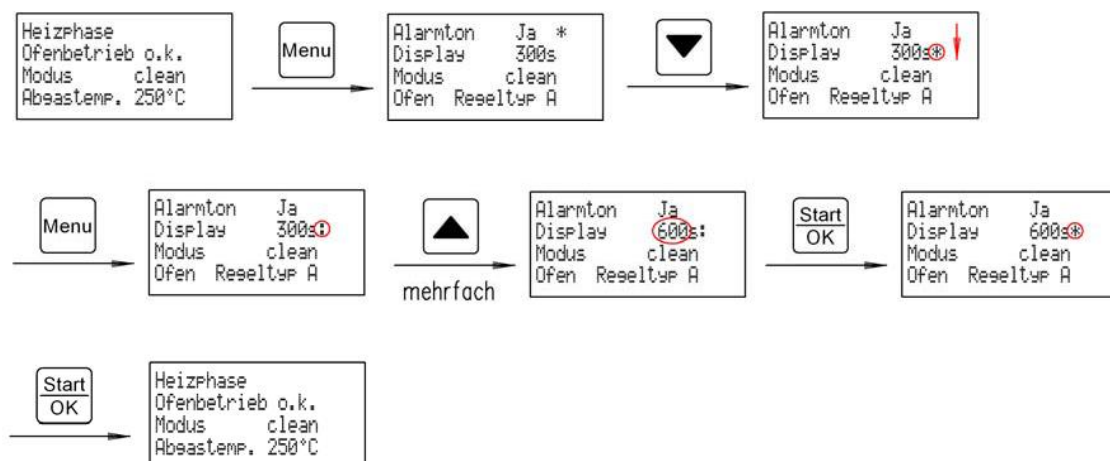 Heizphase
Ofenbetrieb o.k.
Modus clean
Abgastemp. 250°C
Menu
Alarmton Ja *
Display 300s
Modus clean
Ofen Regeltyp A
▼
Alarmton Ja
Display 300s*
Modus clean
Ofen Regeltyp A
Menu
Alarmton Ja
Display 300s:
Modus clean
Ofen Regeltyp A
▲
mehrfach
Alarmton Ja
Display 600s:
Modus clean
Ofen Regeltyp A
Start
OK
Alarmton Ja
Display 600s*
Modus clean
Ofen Regeltyp A
Start
OK
Heizphase
Ofenbetrieb o.k.
Modus clean
Abgastemp. 250°C